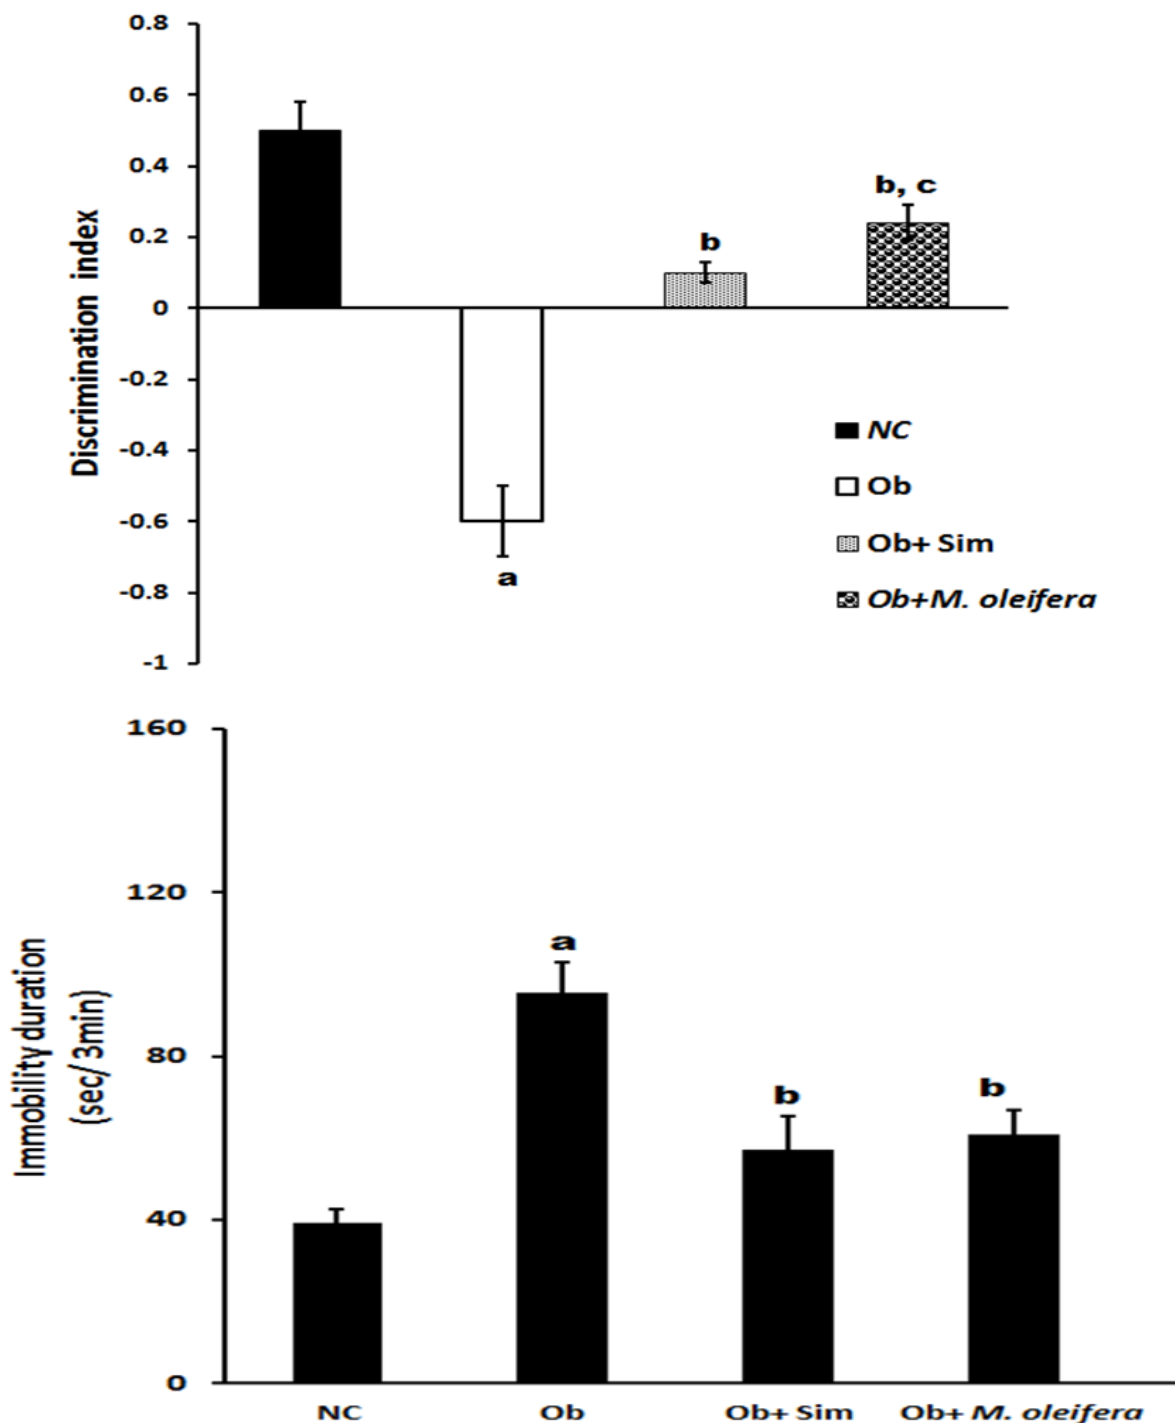 0.8
0.6
0.4
0.2
0
-0.2
-0.4
-0.6
-0.8
-1
Discrimination index
a
b
b, c
NC
Ob
Ob+ Sim
Ob+M. oleifera
160
120
80
40
0
Immobility duration
(sec/ 3min)
a
b
b
NC
Ob
Ob+ Sim
Ob+ M. oleifera